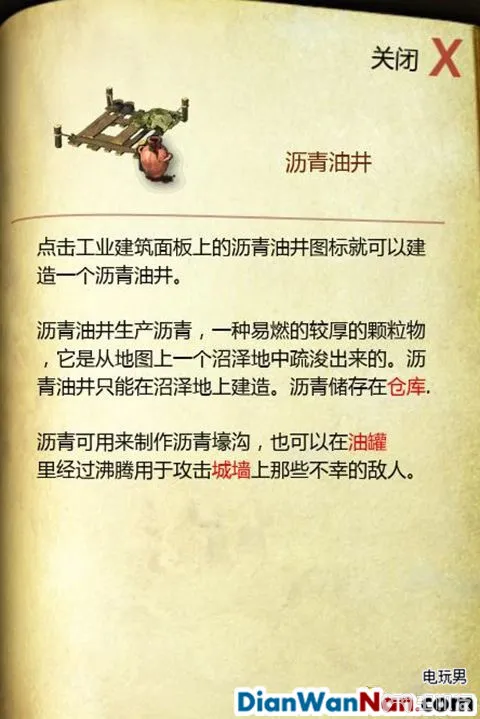 关闭 X
沥青油井
点击工业建筑面板上的沥青油井图标就可以建
造一个沥青油井。
沥青油井生产沥青，一种易燃的较厚的颗粒物
，它是从地图上一个沼泽地中疏浚出来的。沥
青油井只能在沼泽地上建造。沥青储存在仓库.
沥青可用来制作沥青壕沟，也可以在油罐
里经过沸腾用于攻击城墙上那些不幸的敌人。
电玩男
DianWanNan.com